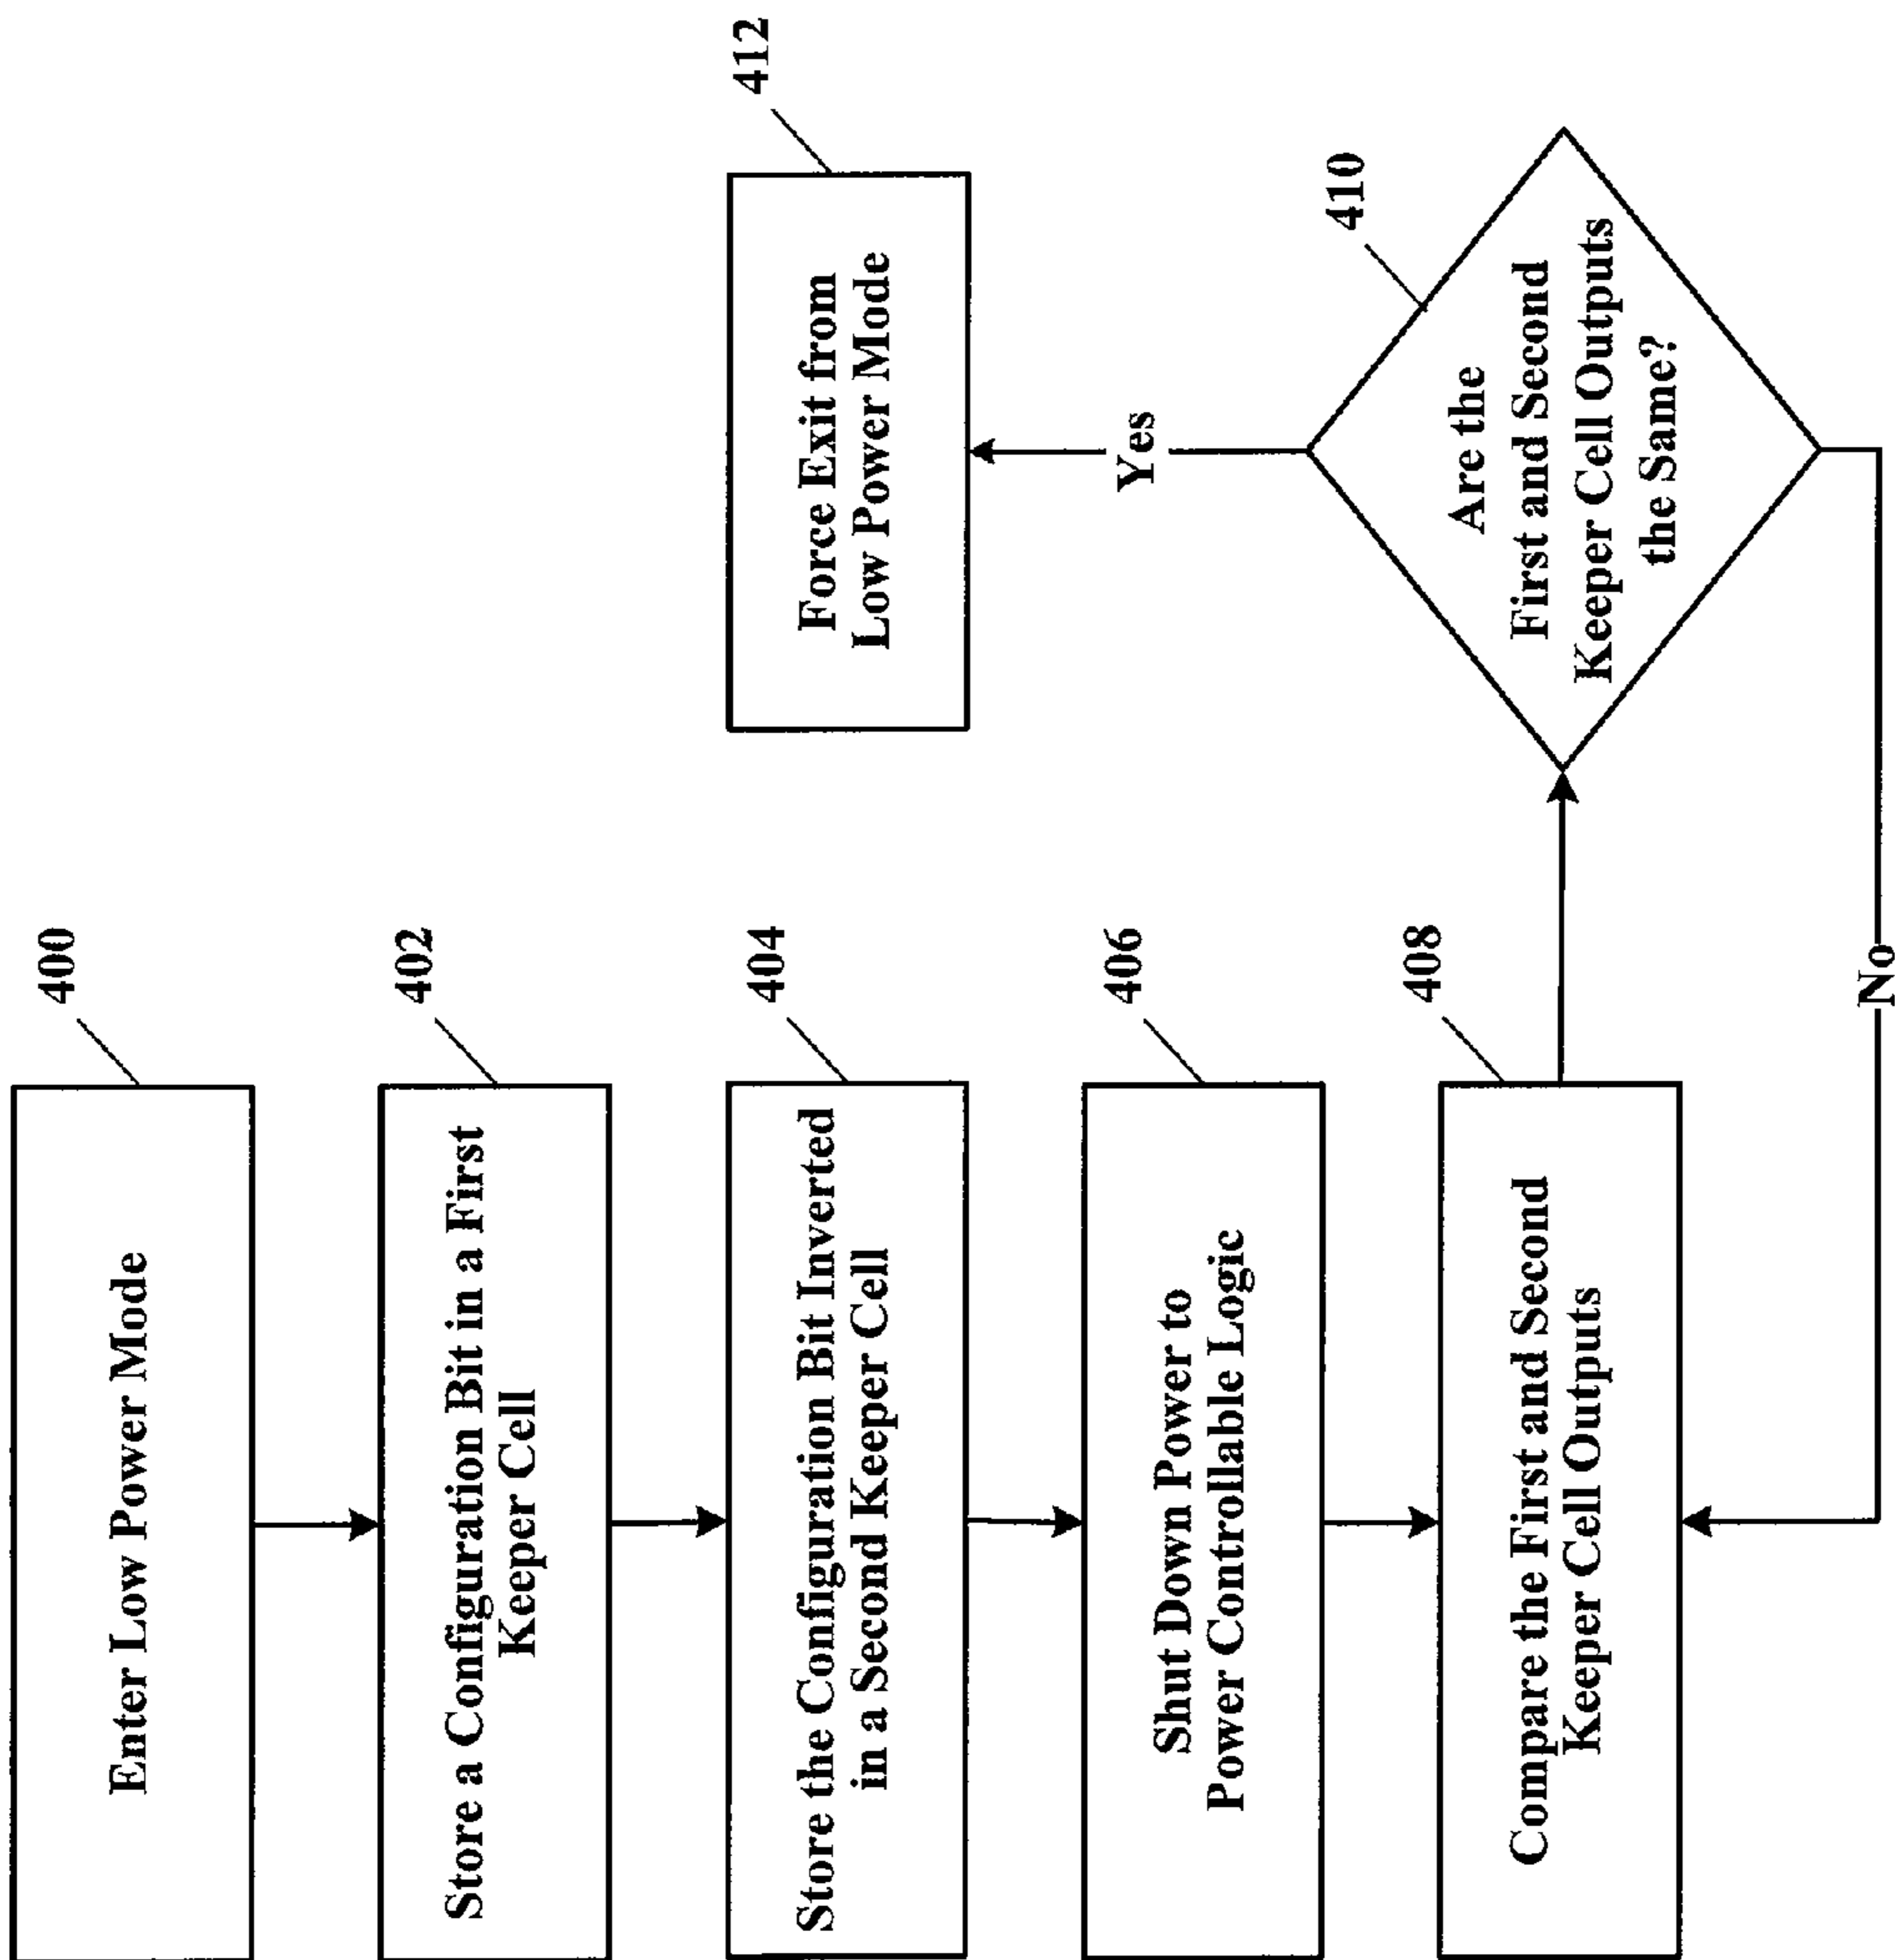 400
Enter Low Power Mode
402
Store a Configuration Bit in a First
Keeper Cell
404
Store the Configuration Bit Inverted
in a Second Keeper Cell
406
Shut Down Power to
Power Controllable Logic
408
Compare the First and Second
Keeper Cell Outputs
410
Are the
First and Second
Keeper Cell Outputs
the Same?
Yes
No
412
Force Exit from
Low Power Mode